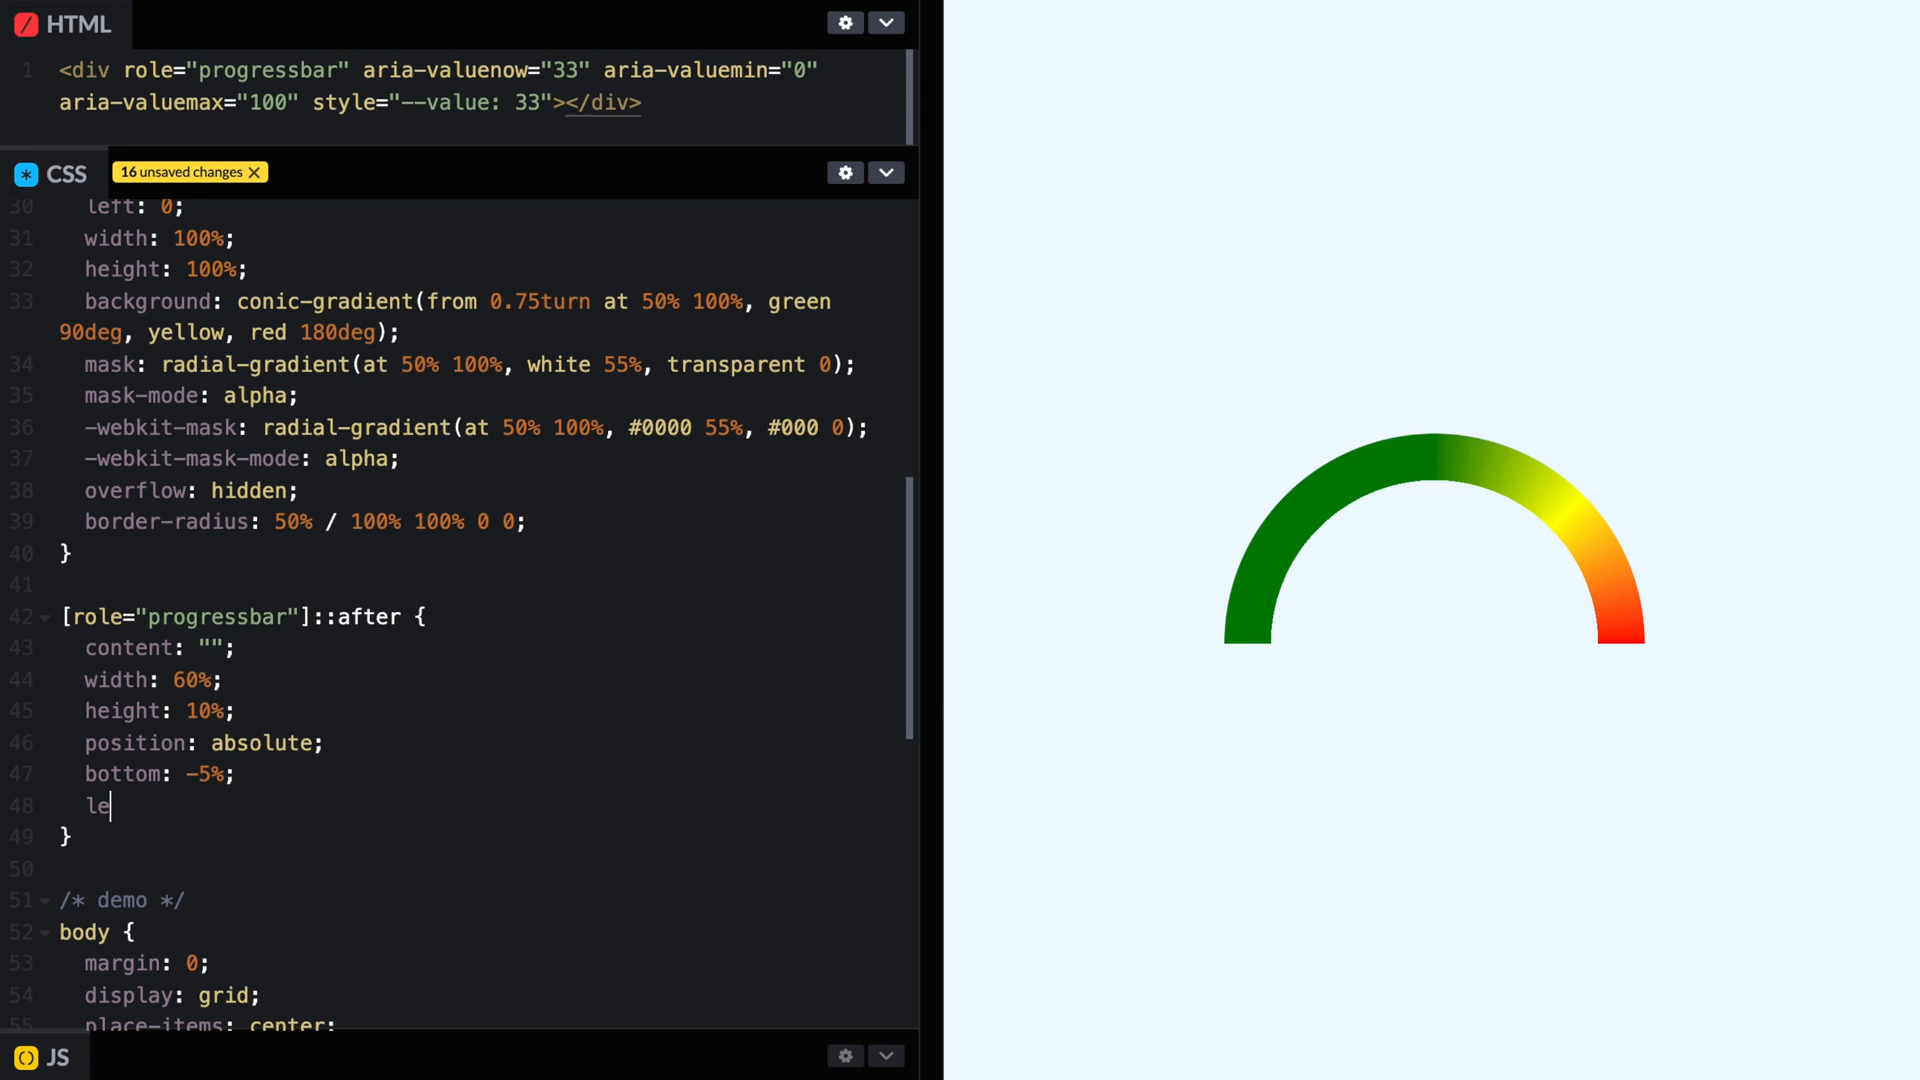 HTML
1 <div role="progressbar" aria-valuenow="33" aria-valuemin="0"
aria-valuemax="100" style="--value: 33"></div>
CSS 16 unsaved changes
30 left: 0;
31 width: 100%;
32 height: 100%;
33 background: conic-gradient(from 0.75turn at 50% 100%, green
90deg, yellow, red 180deg);
34 mask: radial-gradient(at 50% 100%, white 55%, transparent 0);
35 mask-mode: alpha;
36 -webkit-mask: radial-gradient(at 50% 100%, #0000 55%, #000 0);
37 -webkit-mask-mode: alpha;
38 overflow: hidden;
39 border-radius: 50% / 100% 100% 0 0;
40 }
41
42 [role="progressbar"]::after {
43 content: "";
44 width: 60%;
45 height: 10%;
46 position: absolute;
47 bottom: -5%;
48 le
49 }
50
51 /* demo */
52 body {
53 margin: 0;
54 display: grid;
55 place-items: center;
JS